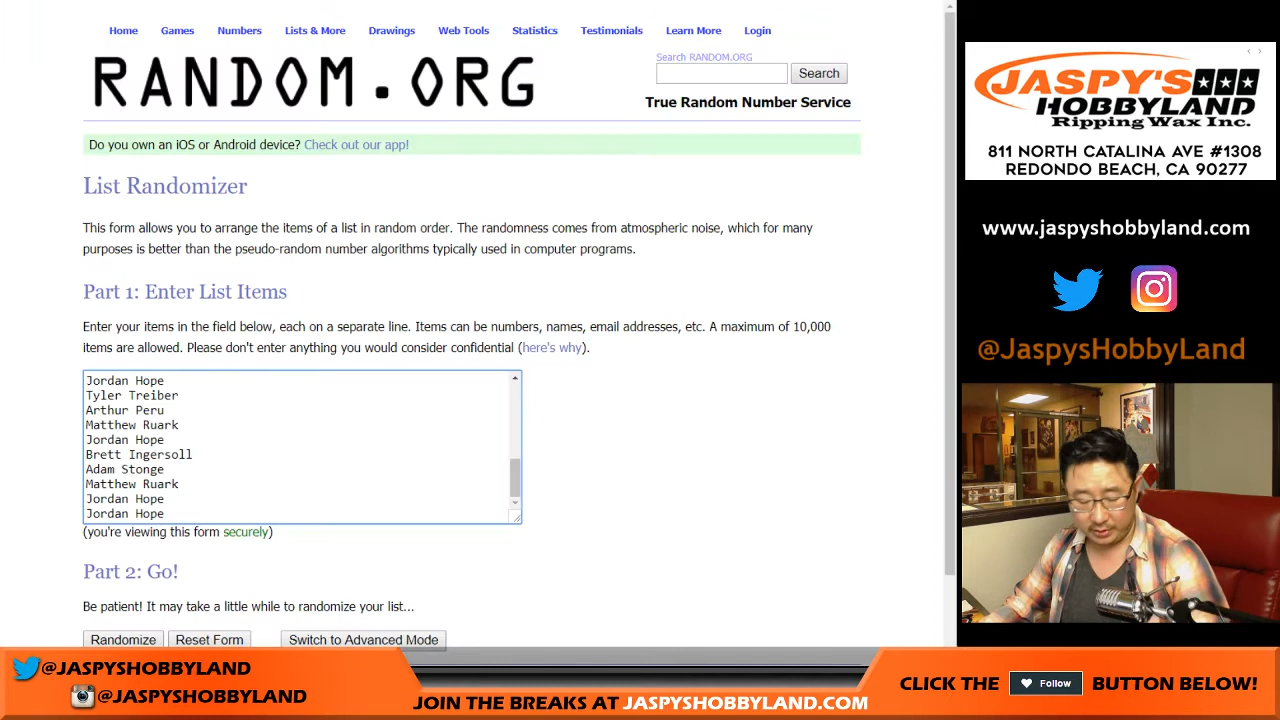 Home Games Numbers Lists & More Drawings Web Tools Statistics Testimonials Learn More Login
RANDOM.ORG
Search RANDOM.ORG
Search
True Random Number Service
Do you own an iOS or Android device? Check out our app!
List Randomizer
This form allows you to arrange the items of a list in random order. The randomness comes from atmospheric noise, which for many
purposes is better than the pseudo-random number algorithms typically used in computer programs.
Part 1: Enter List Items
Enter your items in the field below, each on a separate line. Items can be numbers, names, email addresses, etc. A maximum of 10,000
items are allowed. Please don't enter anything you would consider confidential (here's why).
Jordan Hope
Tyler Treiber
Arthur Peru
Matthew Ruark
Jordan Hope
Brett Ingersoll
Adam Stonge
Matthew Ruark
Jordan Hope
Jordan Hope
(you're viewing this form securely)
Part 2: Go!
Be patient! It may take a little while to randomize your list...
Randomize Reset Form Switch to Advanced Mode
JASPY'S
HOBBYLAND
Ripping Wax Inc.
811 NORTH CATALINA AVE #1308
REDONDO BEACH, CA 90277
www.jaspyshobbyland.com
@JaspysHobbyLand
@JASPYSHOBBYLAND
@JASPYSHOBBYLAND
JOIN THE BREAKS AT JASPYSHOBBYLAND.COM
CLICK THE Follow BUTTON BELOW!